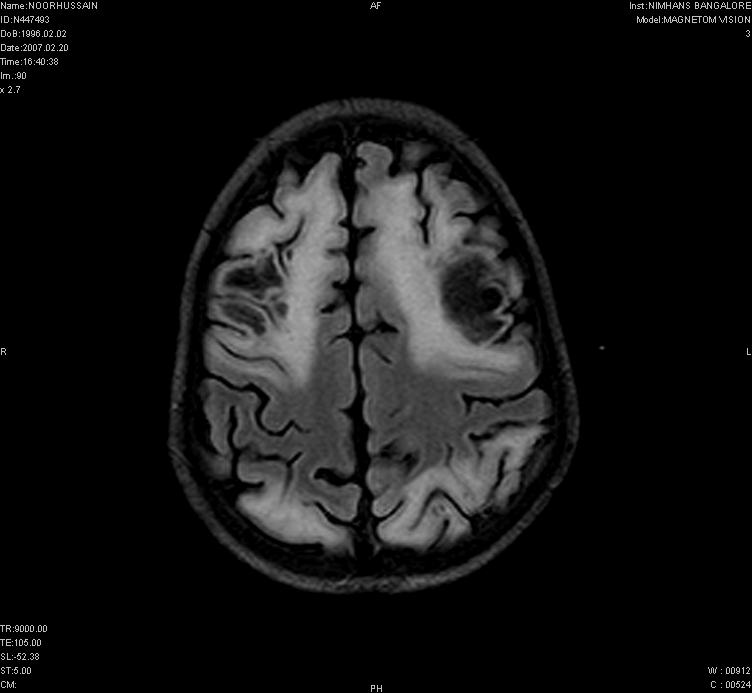 Name:NOORHUSSAIN
ID:N447493
DoB:1996.02.02
Date:2007.02.20
Time:16:40:38
Im.:90
x 2.7
AF
Inst:NIMHANS BANGALORE
Model:MAGNETOM VISION
3
R
L
TR:9000.00
TE:105.00
SL:-52.38
ST:5.00
CM:
PH
W : 00912
C : 00524